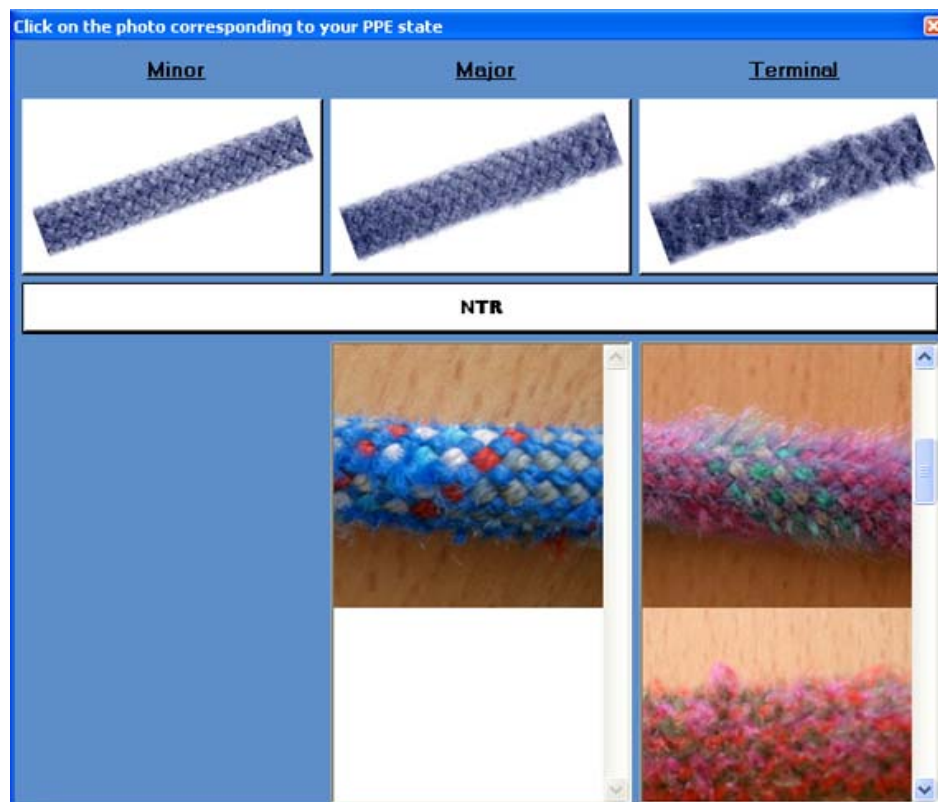 Click on the photo corresponding to your PPE state
Minor
Major
Terminal
NTR